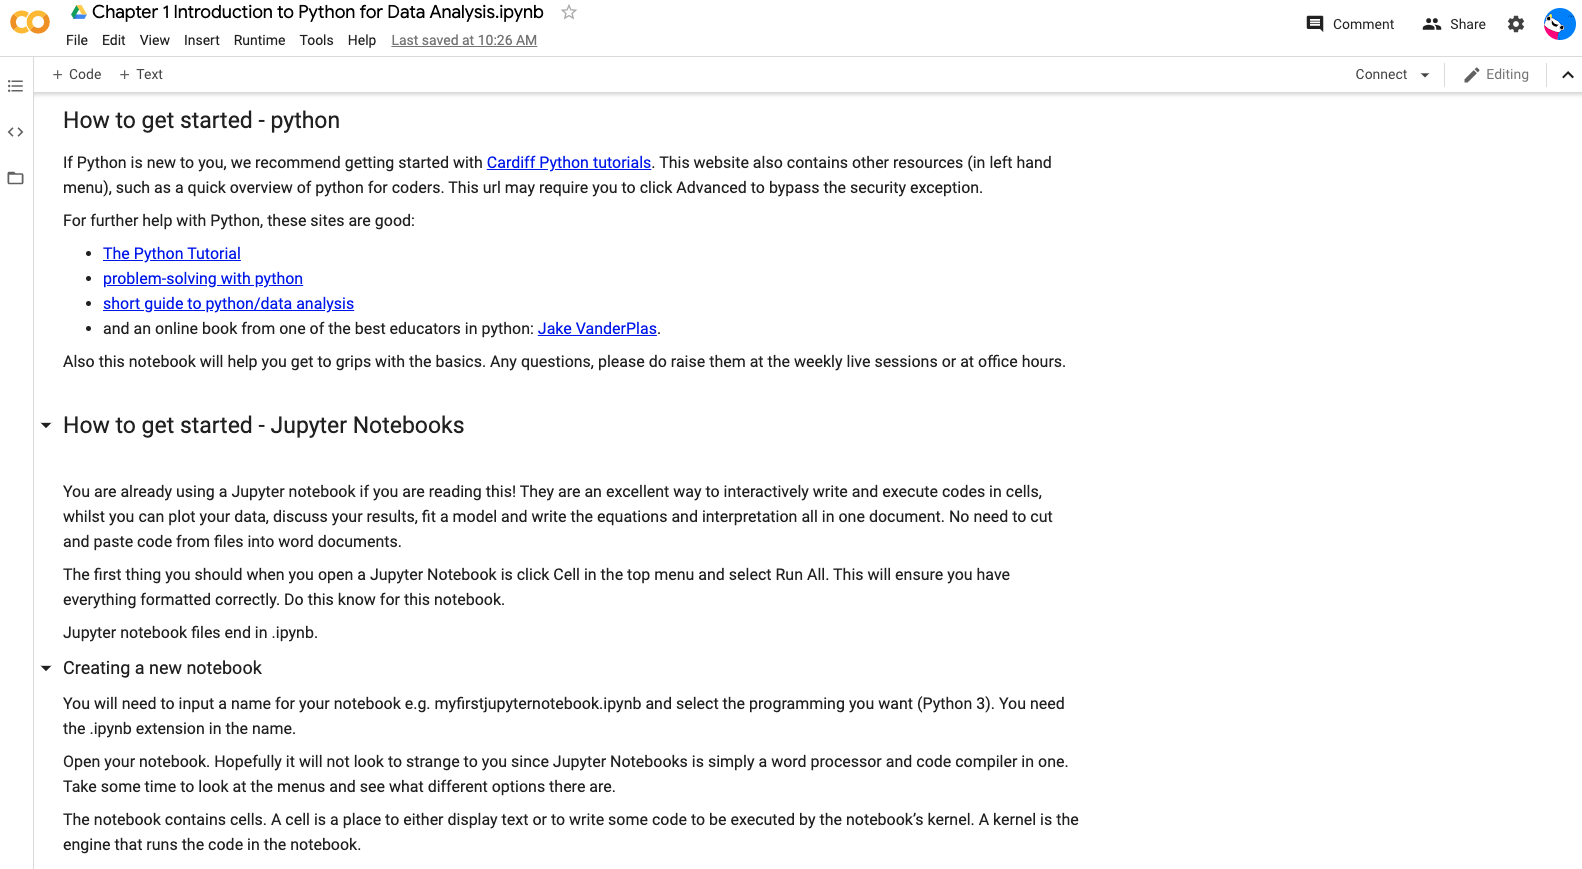 Chapter 1 Introduction to Python for Data Analysis.ipynb
File Edit View Insert Runtime Tools Help Last saved at 10:26 AM
Comment Share
+ Code + Text
Connect Editing
How to get started - python
If Python is new to you, we recommend getting started with Cardiff Python tutorials. This website also contains other resources (in left hand
menu), such as a quick overview of python for coders. This url may require you to click Advanced to bypass the security exception.
For further help with Python, these sites are good:
• The Python Tutorial
• problem-solving with python
• short guide to python/data analysis
• and an online book from one of the best educators in python: Jake VanderPlas.
Also this notebook will help you get to grips with the basics. Any questions, please do raise them at the weekly live sessions or at office hours.
How to get started - Jupyter Notebooks
You are already using a Jupyter notebook if you are reading this! They are an excellent way to interactively write and execute codes in cells,
whilst you can plot your data, discuss your results, fit a model and write the equations and interpretation all in one document. No need to cut
and paste code from files into word documents.
The first thing you should when you open a Jupyter Notebook is click Cell in the top menu and select Run All. This will ensure you have
everything formatted correctly. Do this know for this notebook.
Jupyter notebook files end in .ipynb.
Creating a new notebook
You will need to input a name for your notebook e.g. myfirstjupyternotebook.ipynb and select the programming you want (Python 3). You need
the .ipynb extension in the name.
Open your notebook. Hopefully it will not look to strange to you since Jupyter Notebooks is simply a word processor and code compiler in one.
Take some time to look at the menus and see what different options there are.
The notebook contains cells. A cell is a place to either display text or to write some code to be executed by the notebook’s kernel. A kernel is the
engine that runs the code in the notebook.